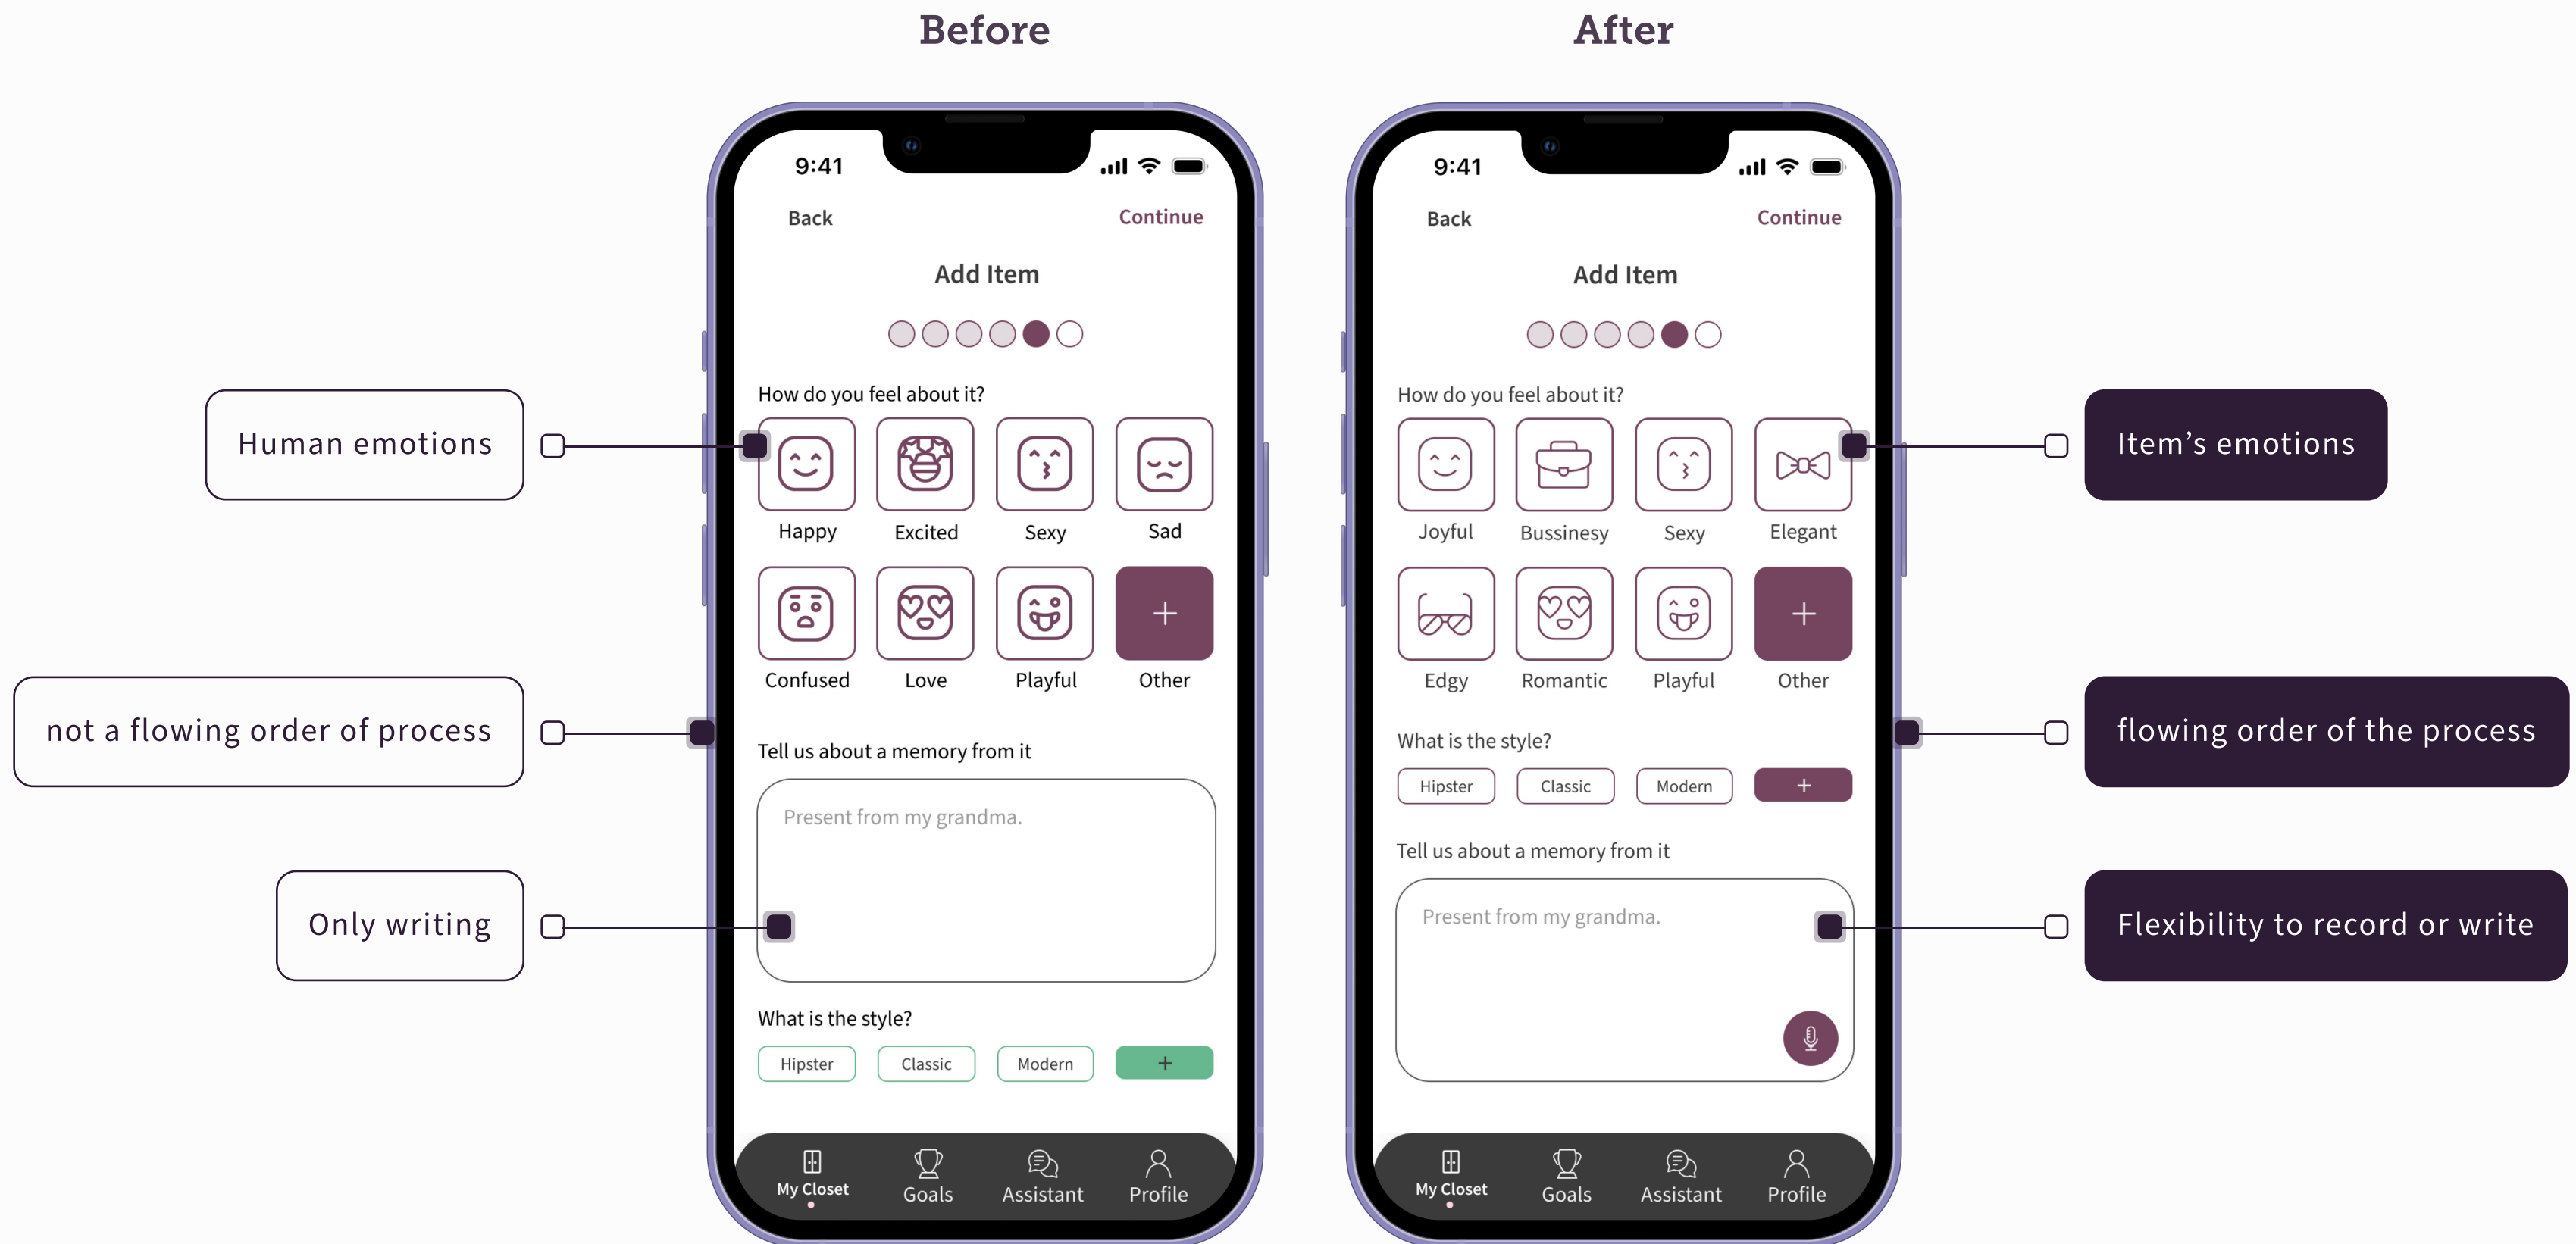 Before
After
Human emotions
not a flowing order of process
Only writing
9:41
Back
Continue
Add Item
How do you feel about it?
Happy
Excited
Sexy
Sad
Confused
Love
Playful
Other
Tell us about a memory from it
Present from my grandma.
What is the style?
Hipster
Classic
Modern
My Closet
Goals
Assistant
Profile
9:41
Back
Continue
Add Item
How do you feel about it?
Joyful
Bussinesy
Sexy
Elegant
Edgy
Romantic
Playful
Other
What is the style?
Hipster
Classic
Modern
Tell us about a memory from it
Present from my grandma.
My Closet
Goals
Assistant
Profile
Item's emotions
flowing order of the process
Flexibility to record or write